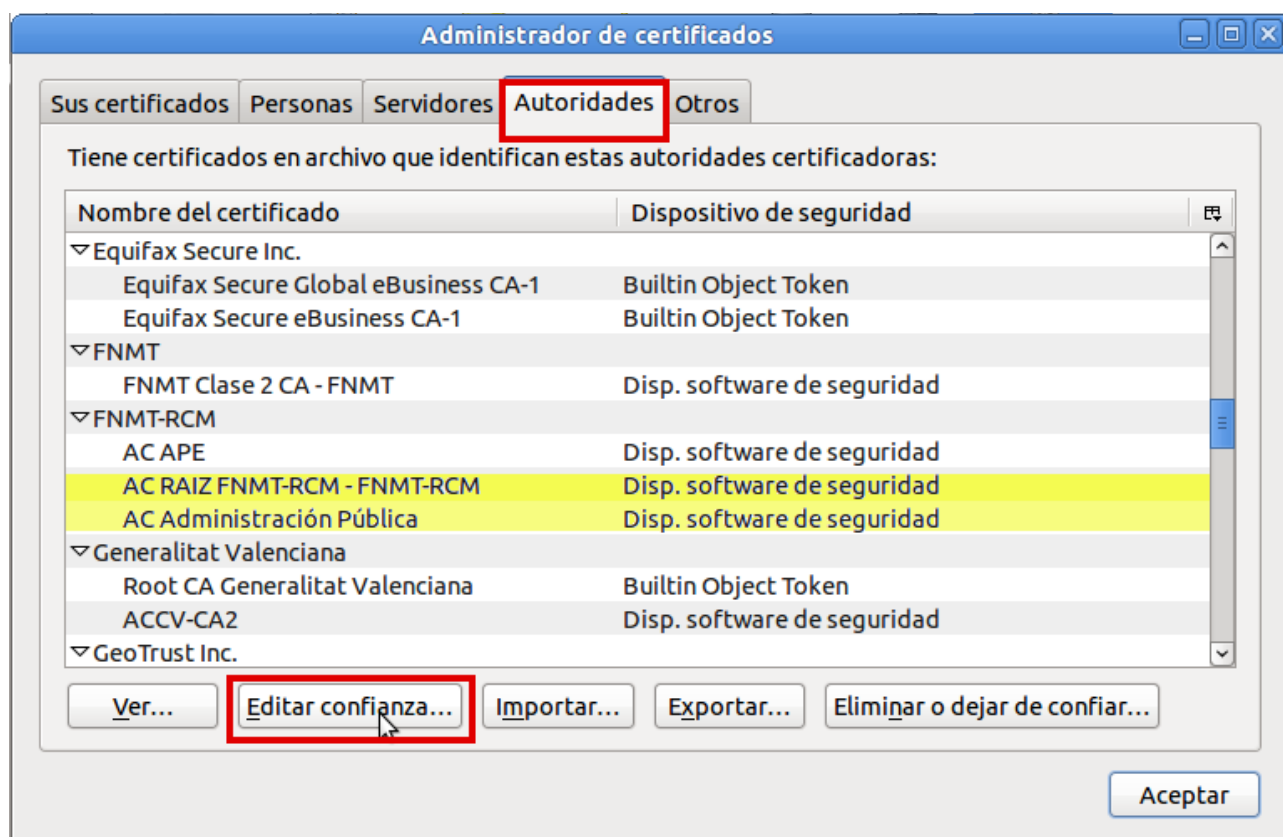 Administrador de certificados
Sus certificados Personas Servidores Autoridades Otros
Tiene certificados en archivo que identifican estas autoridades certificadoras:
Nombre del certificado Dispositivo de seguridad
Equifax Secure Inc.
Equifax Secure Global eBusiness CA-1 Builtin Object Token
Equifax Secure eBusiness CA-1 Builtin Object Token
FNMT
FNMT Clase 2 CA - FNMT Disp. software de seguridad
FNMT-RCM
AC APE Disp. software de seguridad
AC RAIZ FNMT-RCM - FNMT-RCM Disp. software de seguridad
AC Administración Pública Disp. software de seguridad
Generalitat Valenciana
Root CA Generalitat Valenciana Builtin Object Token
ACCV-CA2 Disp. software de seguridad
GeoTrust Inc.
Ver... Editar confianza... Importar... Exportar... Eliminar o dejar de confiar...
Aceptar